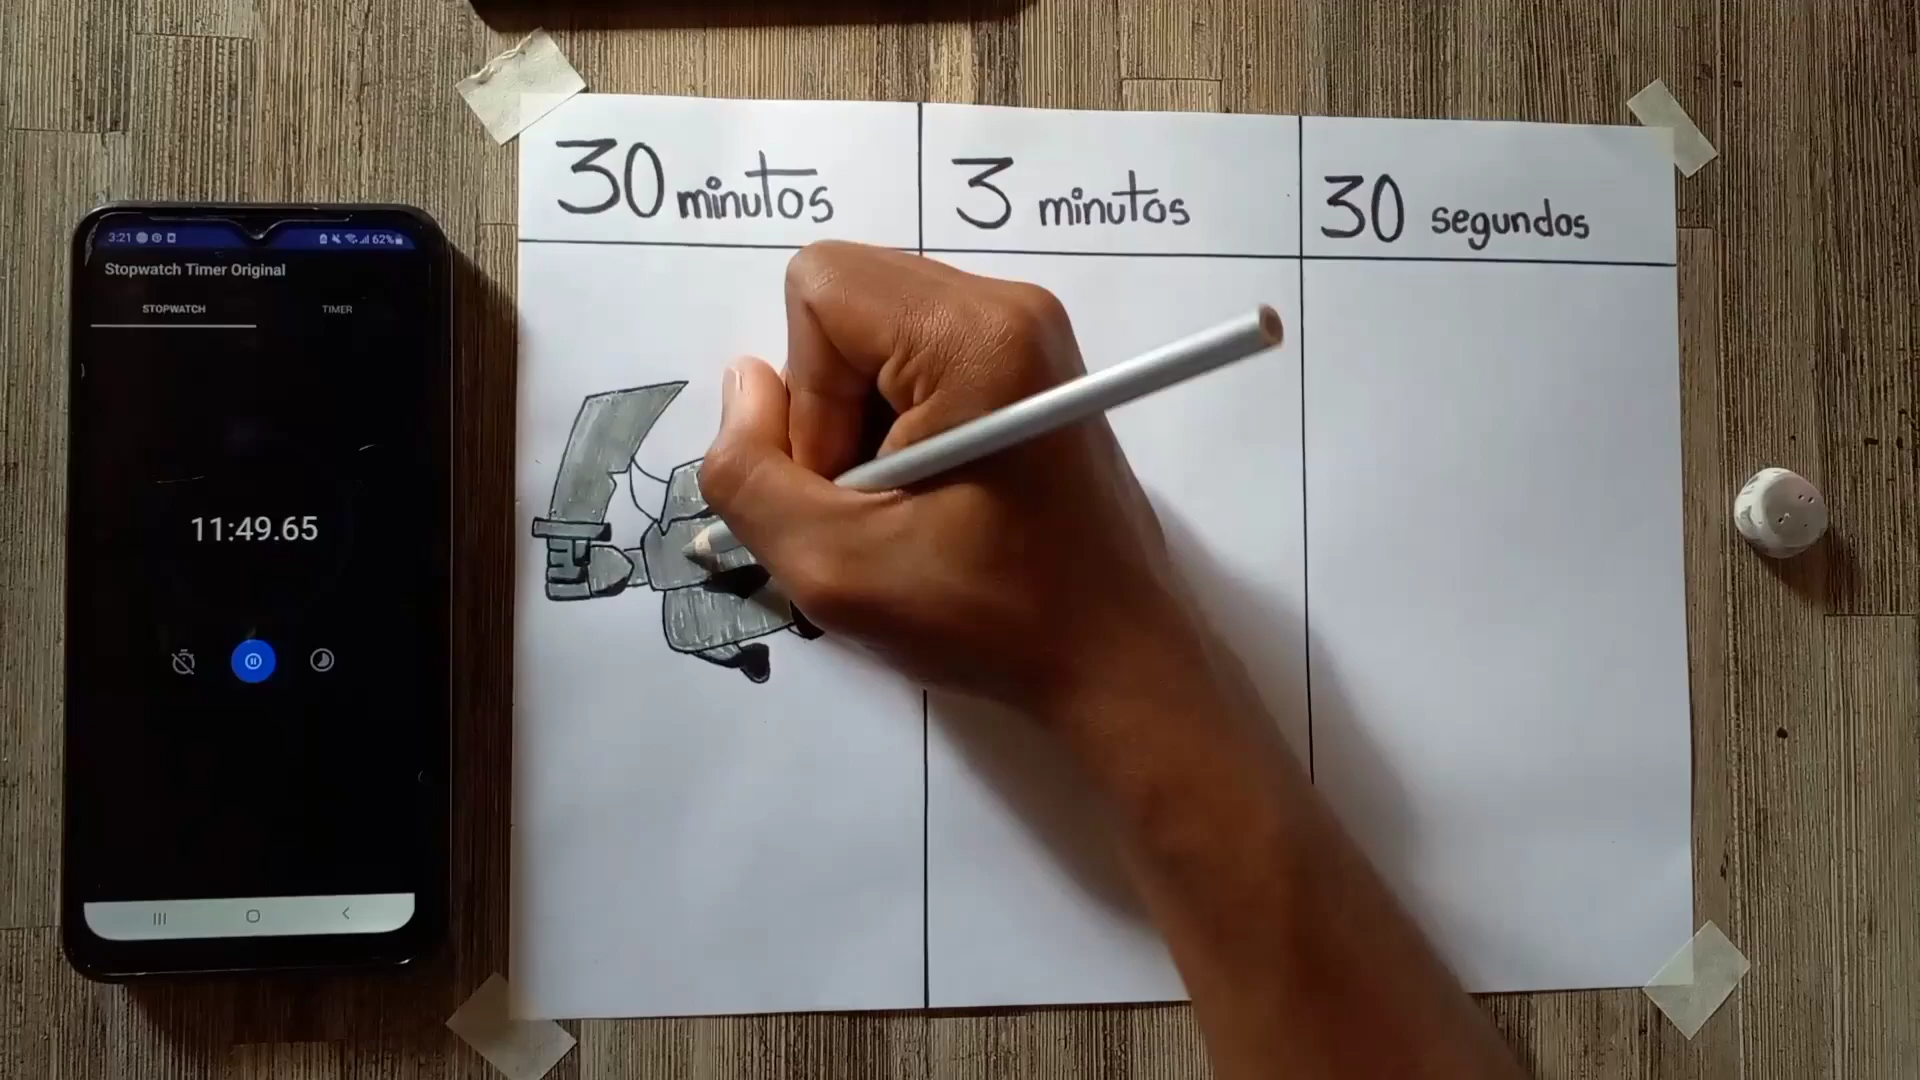 3:21 62%
Stopwatch Timer Original
STOPWATCH TIMER
11:49.65
30 minutos
3 minutos
30 segundos